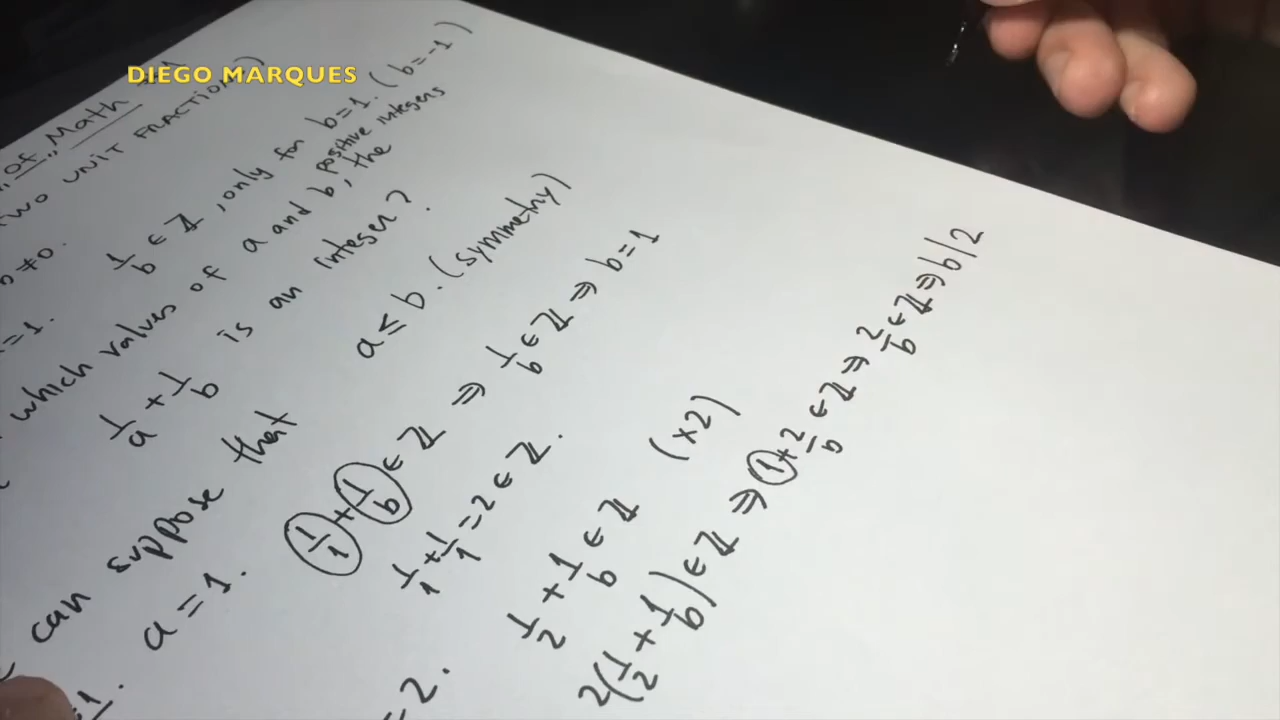 DIEGO MARQUES
of Math
TWO UNIT FRACTION
b≠0.
1/b ∈ ℤ, only for b=1. (b=-1)
=1.
which values of a and b, positive integers the
1/a + 1/b is an integer?
can suppose that a ≤ b. (symmetry)
=1. a=1. 1/1 + 1/b ∈ ℤ ⇒ 1/b ∈ ℤ ⇒ b=1
1/1 + 1/1 = 2 ∈ ℤ.
=2. 1/2 + 1/b ∈ ℤ (×2)
2(1/2 + 1/b) ∈ ℤ ⇒ 1 + 2/b ∈ ℤ ⇒ 2/b ∈ ℤ ⇒ b|2